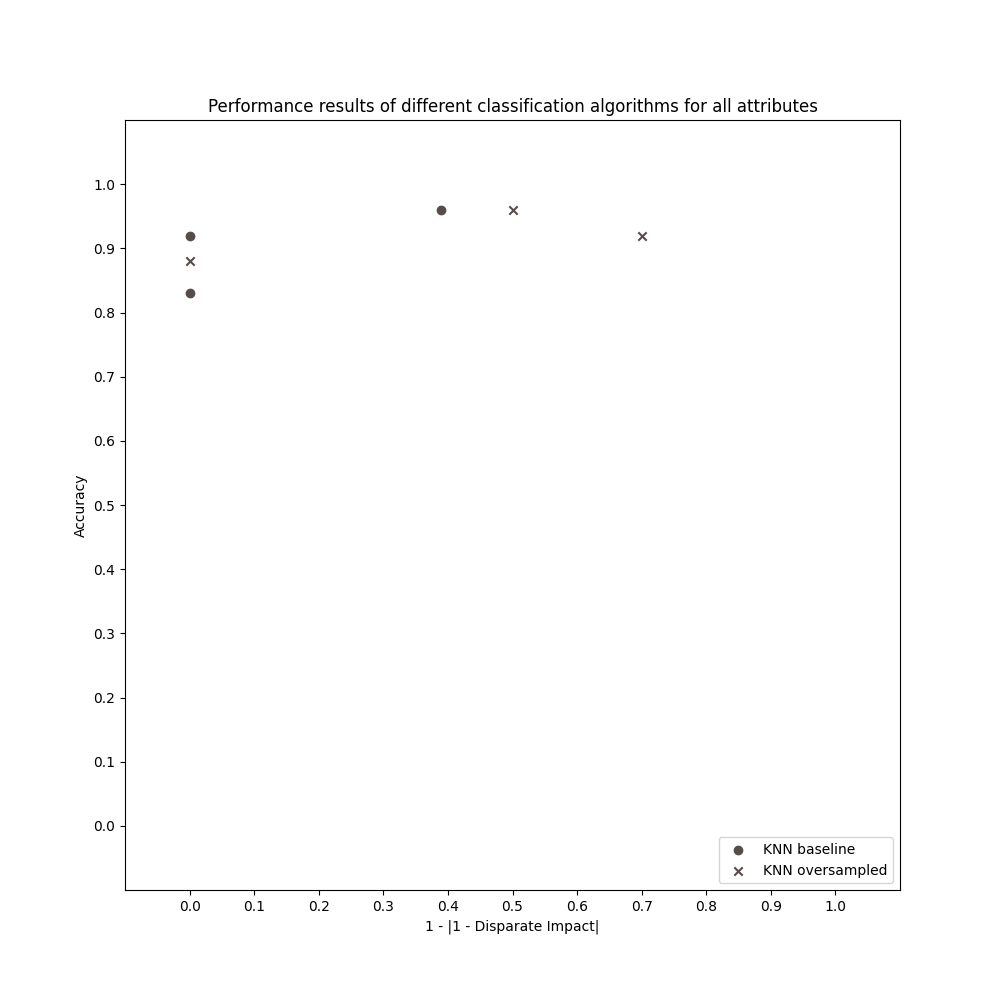 Performance results of different classification algorithms for all attributes
1.0
0.9
0.8
0.7
0.6
0.5
0.4
0.3
0.2
0.1
0.0
Accuracy
KNN baseline
KNN oversampled
0.0 0.1 0.2 0.3 0.4 0.5 0.6 0.7 0.8 0.9 1.0
1 - |1 - Disparate Impact|